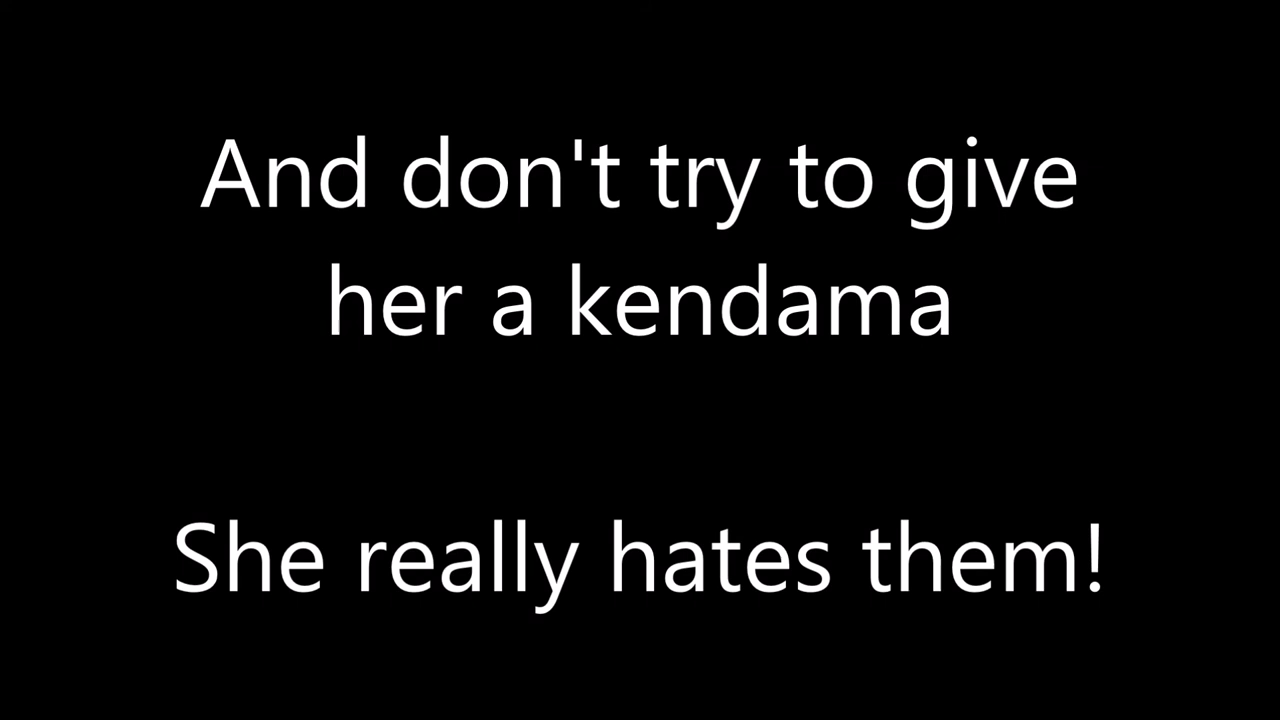 And don't try to give
her a kendama
She really hates them!